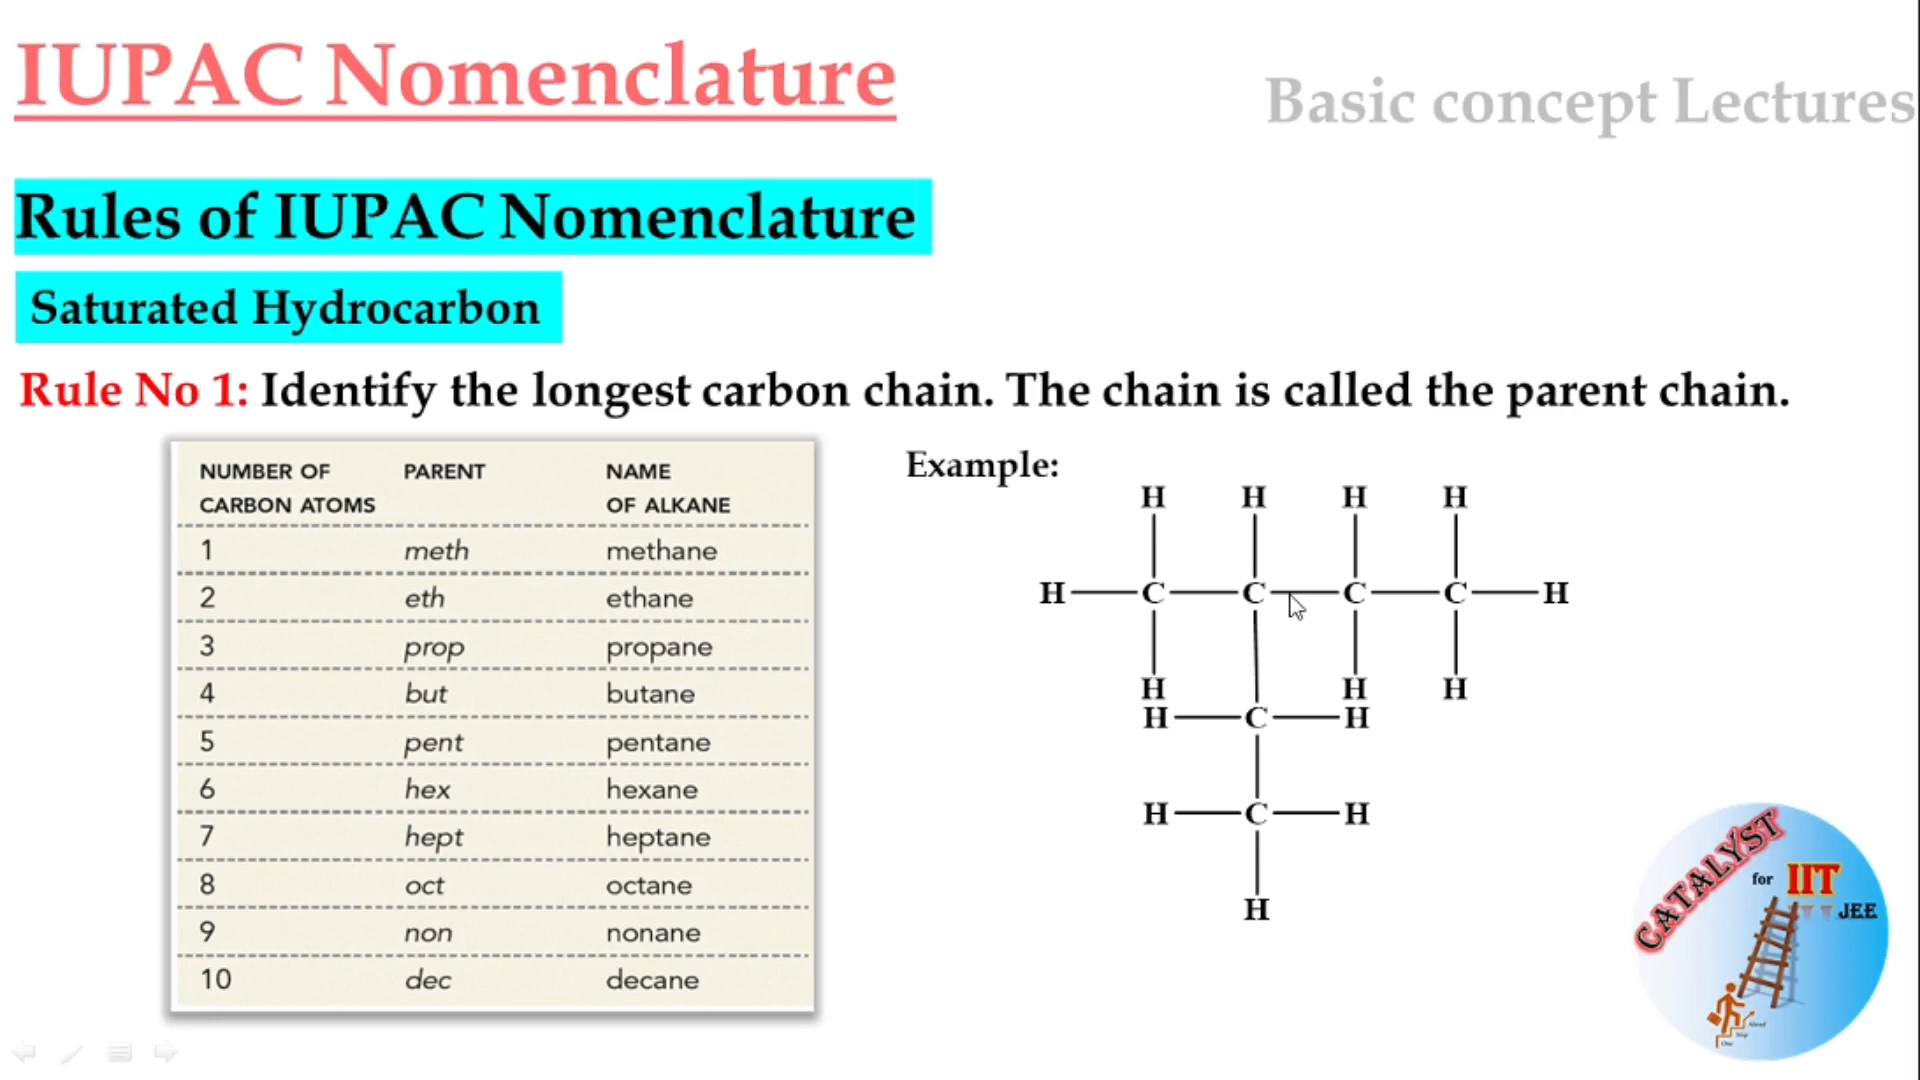 IUPAC Nomenclature
Basic concept Lectures
Rules of IUPAC Nomenclature
Saturated Hydrocarbon
Rule No 1: Identify the longest carbon chain. The chain is called the parent chain.
NUMBER OF CARBON ATOMS PARENT NAME OF ALKANE
1 meth methane
2 eth ethane
3 prop propane
4 but butane
5 pent pentane
6 hex hexane
7 hept heptane
8 oct octane
9 non nonane
10 dec decane
Example:
H H H H
H C C C C H
H H H
H C H
H C H
H
CATALYST
for IIT
JEE
One Step Ahead